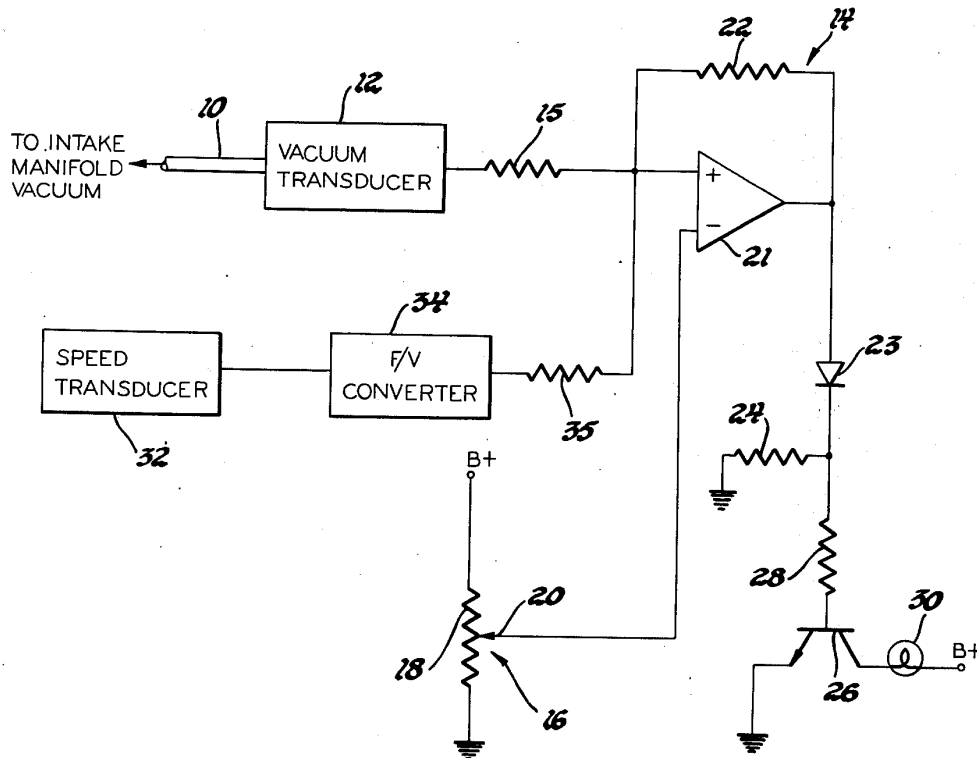 22
14
10
12
15
TO INTAKE
MANIFOLD
VACUUM
VACUUM
TRANSDUCER
+
−
21
34
SPEED
TRANSDUCER
F/V
CONVERTER
23
24
32
35
B+
28
20
30
18
B+
26
16